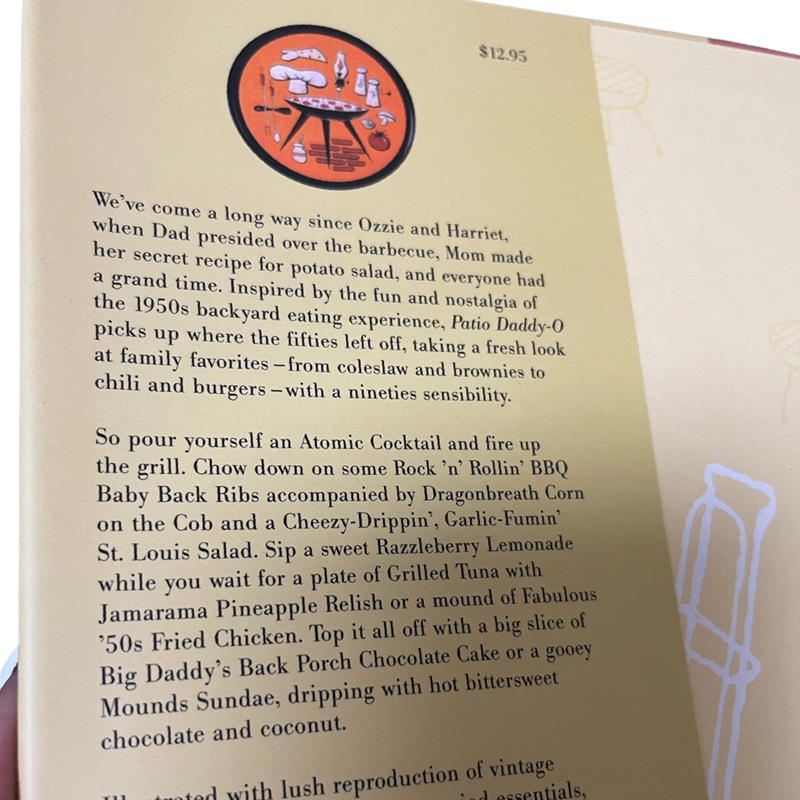 $12.95
We've come a long way since Ozzie and Harriet,
when Dad presided over the barbecue, Mom made
her secret recipe for potato salad, and everyone had
a grand time. Inspired by the fun and nostalgia of
the 1950s backyard eating experience, Patio Daddy-O
picks up where the fifties left off, taking a fresh look
at family favorites – from coleslaw and brownies to
chili and burgers – with a nineties sensibility.
So pour yourself an Atomic Cocktail and fire up
the grill. Chow down on some Rock 'n' Rollin' BBQ
Baby Back Ribs accompanied by Dragonbreath Corn
on the Cob and a Cheezy-Drippin', Garlic-Fumin'
St. Louis Salad. Sip a sweet Razzleberry Lemonade
while you wait for a plate of Grilled Tuna with
Jamarama Pineapple Relish or a mound of Fabulous
'50s Fried Chicken. Top it all off with a big slice of
Big Daddy's Back Porch Chocolate Cake or a gooey
Mounds Sundae, dripping with hot bittersweet
chocolate and coconut.
Illustrated with lush reproduction of vintage
essentials,